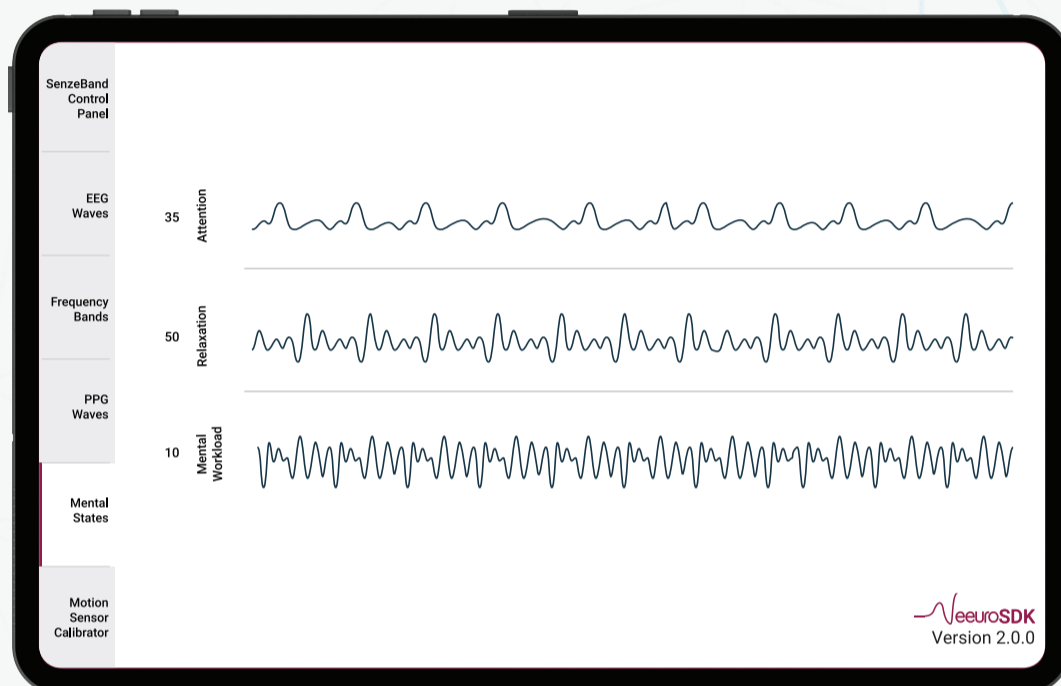 SenzeBand
Control
Panel
EEG
Waves
Frequency
Bands
PPG
Waves
Mental
States
Motion
Sensor
Calibrator
35
Attention
50
Relaxation
10
Mental
Workload
NeeuroSDK
Version 2.0.0